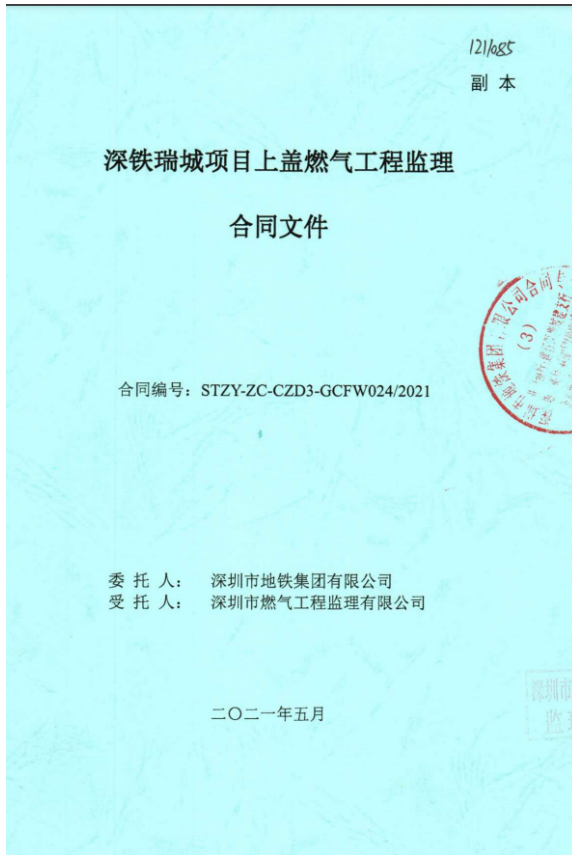 121085
副 本
深铁瑞城项目上盖燃气工程监理
合同文件
合同编号：STZY-ZC-CZD3-GCFW024/2021
(3)
委 托 人： 深圳市地铁集团有限公司
受 托 人： 深圳市燃气工程监理有限公司
二〇二一年五月